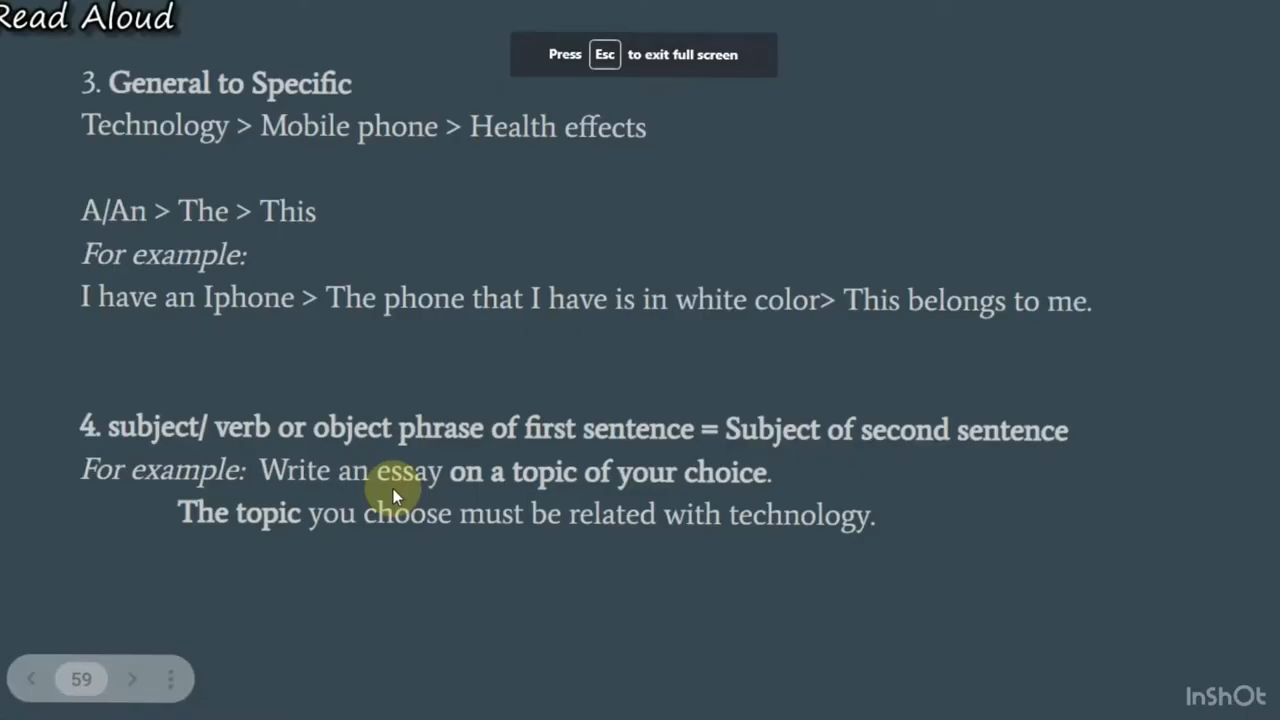 Read Aloud
Press Esc to exit full screen
3. General to Specific
Technology > Mobile phone > Health effects
A/An > The > This
For example:
I have an Iphone > The phone that I have is in white color> This belongs to me.
4. subject/ verb or object phrase of first sentence = Subject of second sentence
For example: Write an essay on a topic of your choice.
The topic you choose must be related with technology.
59
InShOt